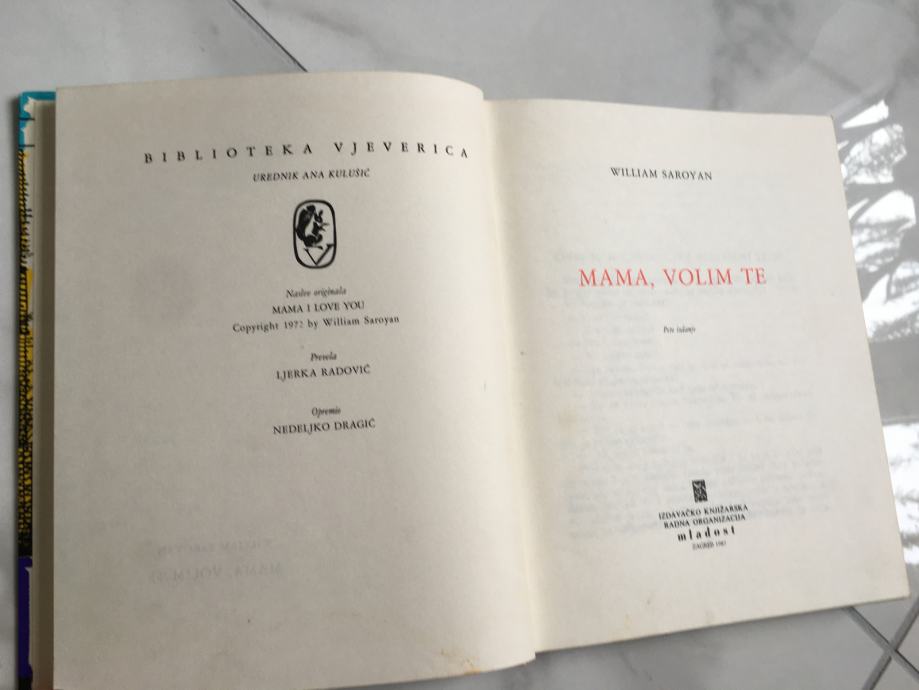 BIBLIOTEKA VJEVERICA
UREDNIK ANA KULUŠIĆ
V
Naslov originala
MAMA I LOVE YOU
Copyright 1972 by William Saroyan
Prevela
LJERKA RADOVIĆ
Opremio
NEDELJKO DRAGIĆ
WILLIAM SAROYAN
MAMA, VOLIM TE
Peto izdanje
IZDAVAČKO KNJIŽARSKA
RADNA ORGANIZACIJA
mladost
ZAGREB